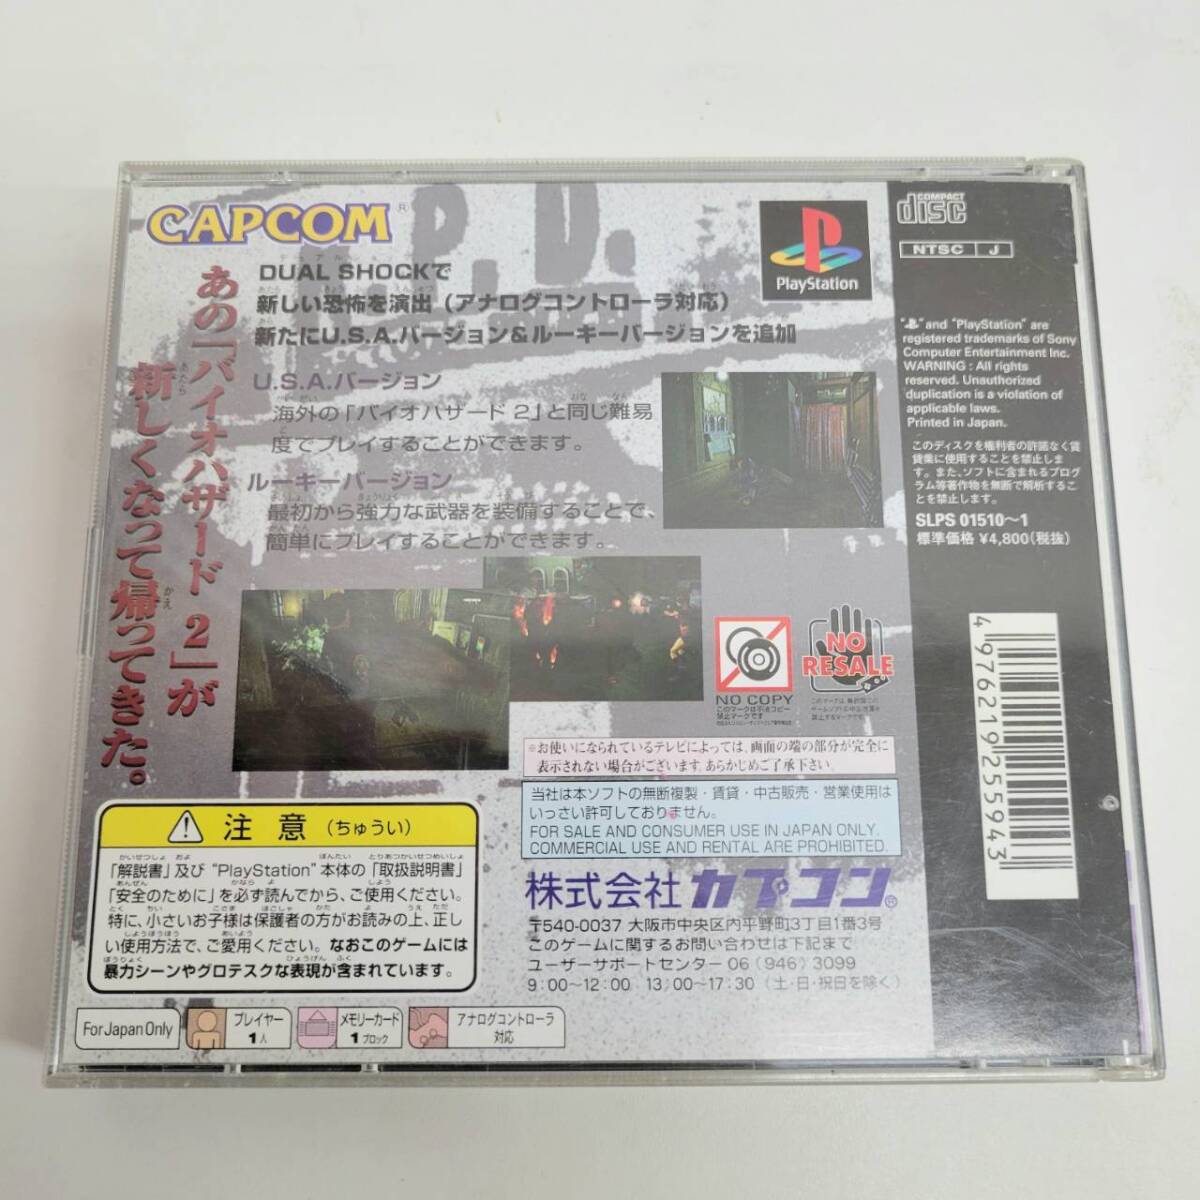 CAPCOM®
R.P.D.
DUAL SHOCKで
新しい恐怖を演出（アナログコントローラ対応）
新たにU.S.A.バージョン&ルーキーバージョンを追加
あの「バイオハザード2」が
新しくなって帰ってきた。
U.S.A.バージョン
海外の「バイオハザード2」と同じ難易
度でプレイすることができます。
ルーキーバージョン
最初から強力な武器を装備することで、
簡単にプレイすることができます。
PlayStation
COMPACT
disc
NTSC J
" " and "PlayStation" are
registered trademarks of Sony
Computer Entertainment Inc.
WARNING : All rights
reserved. Unauthorized
duplication is a violation of
applicable laws.
Printed in Japan.
このディスクを権利者の許諾なく賃
貸業に使用することを禁止しま
す。また、ソフトに含まれるプログ
ラム等著作物を無断で解析するこ
とを禁止します。
SLPS 01510〜1
標準価格 ¥4,800(税抜)
4 976219 255943
NO COPY
このマークは不法コピー
禁止マークです
NO
RESALE
※お使いになられているテレビによっては、画面の端の部分が完全に
表示されない場合がございます。あらかじめご了承下さい。
当社は本ソフトの無断複製・賃貸・中古販売・営業使用は
いっさい許可しておりません。
FOR SALE AND CONSUMER USE IN JAPAN ONLY.
COMMERCIAL USE AND RENTAL ARE PROHIBITED.
株式会社 カプコン®
〒540-0037 大阪市中央区内平野町3丁目1番3号
このゲームに関するお問い合わせは下記まで
ユーザーサポートセンター 06（946）3099
9：00〜12：00 13：00〜17：30（土・日・祝日を除く）
注意（ちゅうい）
「解説書」及び"PlayStation"本体の「取扱説明書」
「安全のために」を必ず読んでから、ご使用ください。
特に、小さいお子様は保護者の方がお読みの上、正し
い使用方法で、ご愛用ください。なおこのゲームには
暴力シーンやグロテスクな表現が含まれています。
For Japan Only
プレイヤー
1人
メモリーカード
1ブロック
アナログコントローラ
対応